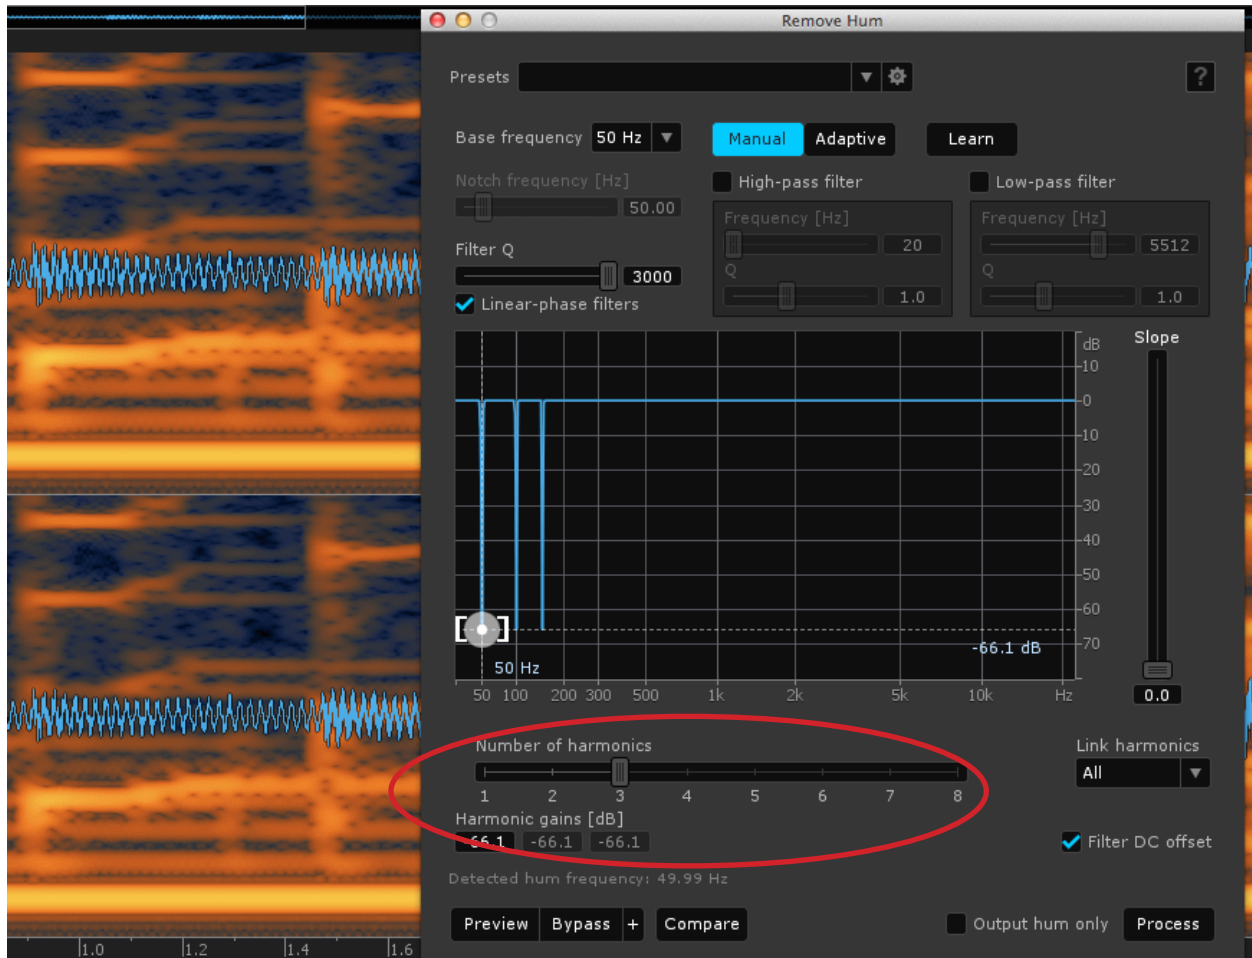 Remove Hum
Presets
?
Base frequency 50 Hz Manual Adaptive Learn
Notch frequency [Hz]
50.00
High-pass filter
Low-pass filter
Frequency [Hz]
20
Q
1.0
Frequency [Hz]
5512
Q
1.0
Filter Q
3000
Linear-phase filters
dB
10
0
10
20
30
40
50
60
70
Slope
0.0
-66.1 dB
50 Hz
50 100 200 300 500 1k 2k 5k 10k Hz
Number of harmonics
1 2 3 4 5 6 7 8
Link harmonics
All
Harmonic gains [dB]
-66.1 -66.1 -66.1
Filter DC offset
Detected hum frequency: 49.99 Hz
Preview Bypass + Compare
Output hum only Process
1.0 1.2 1.4 1.6